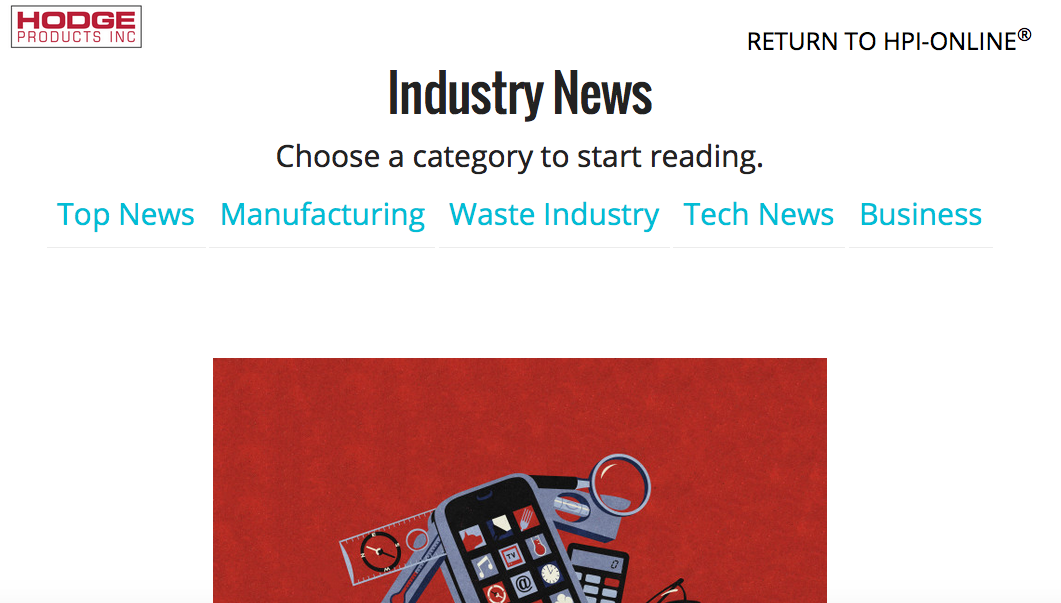 HODGE
PRODUCTS INC
RETURN TO HPI-ONLINE®
Industry News
Choose a category to start reading.
Top News Manufacturing Waste Industry Tech News Business
TV
@
0